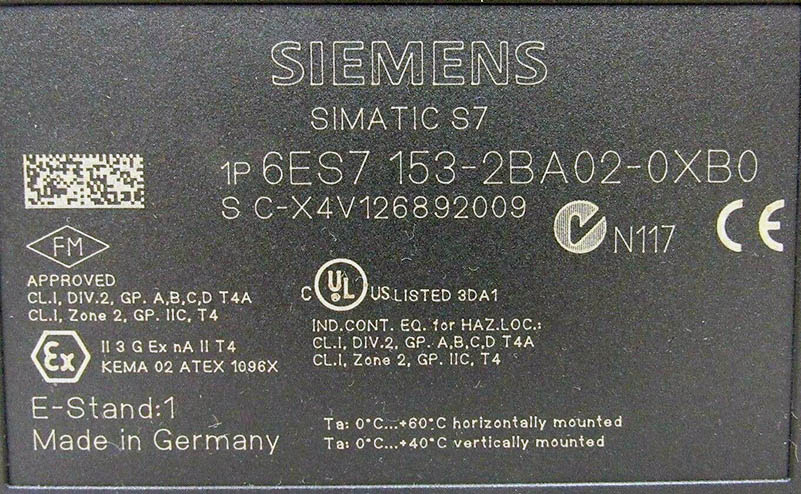 SIEMENS
SIMATIC S7
1P 6ES7 153-2BA02-0XB0
S C-X4V126892009
N117 CE
FM
APPROVED
CL.I, DIV.2, GP. A,B,C,D T4A
CL.I, Zone 2, GP. IIC, T4
C UL US LISTED 3DA1
IND.CONT. EQ. for HAZ.LOC.:
CL.I, DIV.2, GP. A,B,C,D T4A
CL.I, Zone 2, GP. IIC, T4
Ex II 3 G Ex nA II T4
KEMA 02 ATEX 1096X
E-Stand:1
Made in Germany
Ta: 0°C...+60°C horizontally mounted
Ta: 0°C...+40°C vertically mounted